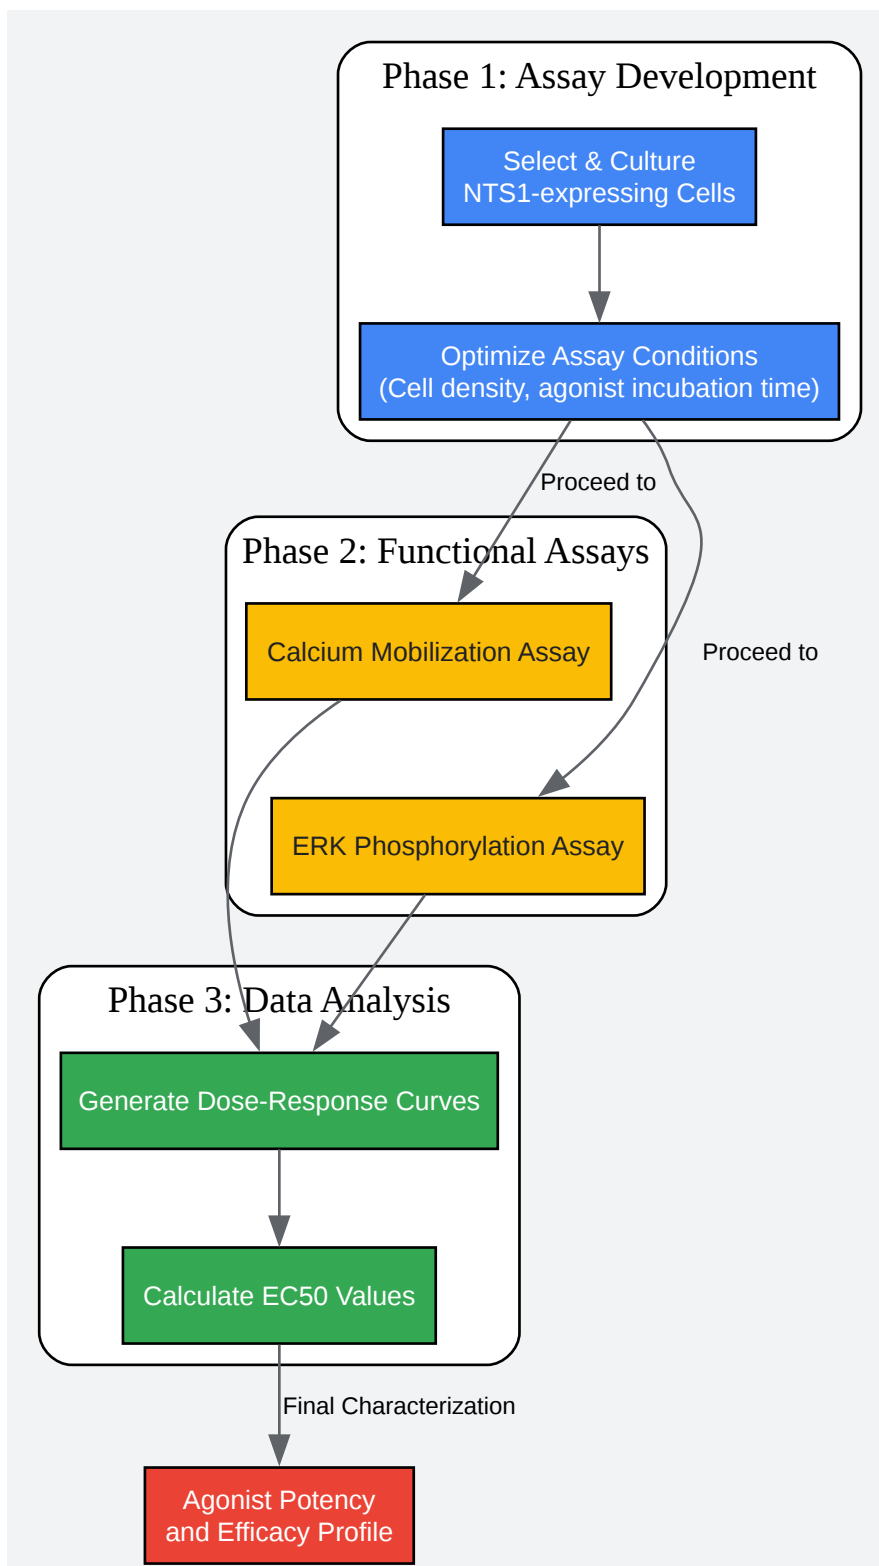 Phase 1: Assay Development
Select & Culture
NTS1-expressing Cells
Optimize Assay Conditions
(Cell density, agonist incubation time)
Proceed to
Phase 2: Functional Assays
Calcium Mobilization Assay
Proceed to
ERK Phosphorylation Assay
Phase 3: Data Analysis
Generate Dose-Response Curves
Calculate EC50 Values
Final Characterization
Agonist Potency
and Efficacy Profile